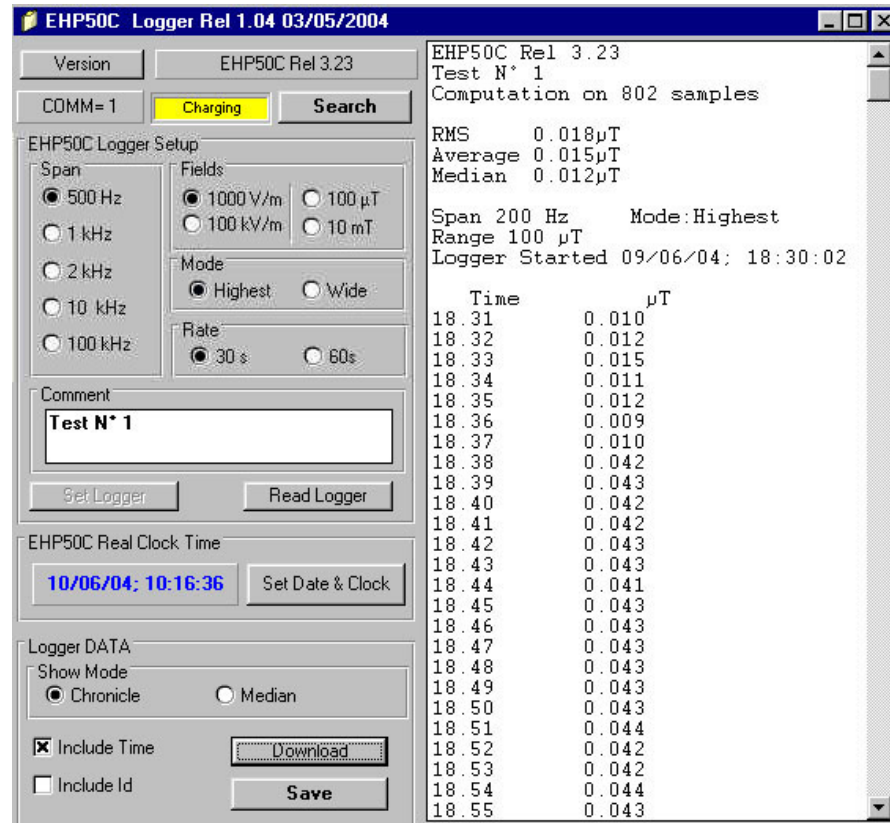 EHP50C Logger Rel 1.04 03/05/2004
Version
EHP50C Rel 3.23
COMM= 1
Charging
Search
EHP50C Logger Setup
Span
500 Hz
1 kHz
2 kHz
10 kHz
100 kHz
Fields
1000 V/m
100 µT
100 kV/m
10 mT
Mode
Highest
Wide
Rate
30 s
60s
Comment
Test N° 1
Set Logger
Read Logger
EHP50C Real Clock Time
10/06/04; 10:16:36
Set Date & Clock
Logger DATA
Show Mode
Chronicle
Median
Include Time
Download
Include Id
Save
EHP50C Rel 3.23
Test N° 1
Computation on 802 samples
RMS 0.018µT
Average 0.015µT
Median 0.012µT
Span 200 Hz Mode:Highest
Range 100 µT
Logger Started 09/06/04; 18:30:02
Time µT
18.31 0.010
18.32 0.012
18.33 0.015
18.34 0.011
18.35 0.012
18.36 0.009
18.37 0.010
18.38 0.042
18.39 0.043
18.40 0.042
18.41 0.042
18.42 0.043
18.43 0.043
18.44 0.041
18.45 0.043
18.46 0.043
18.47 0.043
18.48 0.043
18.49 0.043
18.50 0.043
18.51 0.044
18.52 0.042
18.53 0.042
18.54 0.044
18.55 0.043